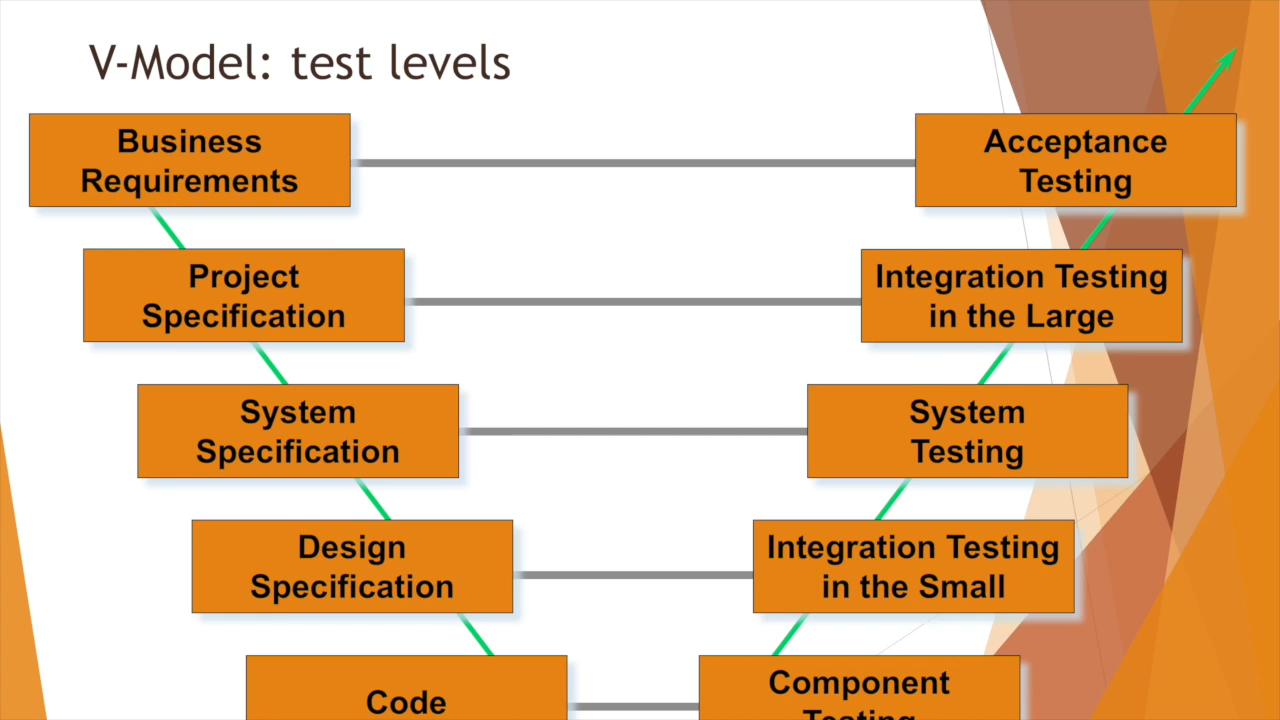 V-Model: test levels
Business
Requirements
Acceptance
Testing
Project
Specification
Integration Testing
in the Large
System
Specification
System
Testing
Design
Specification
Integration Testing
in the Small
Code
Component
Testing